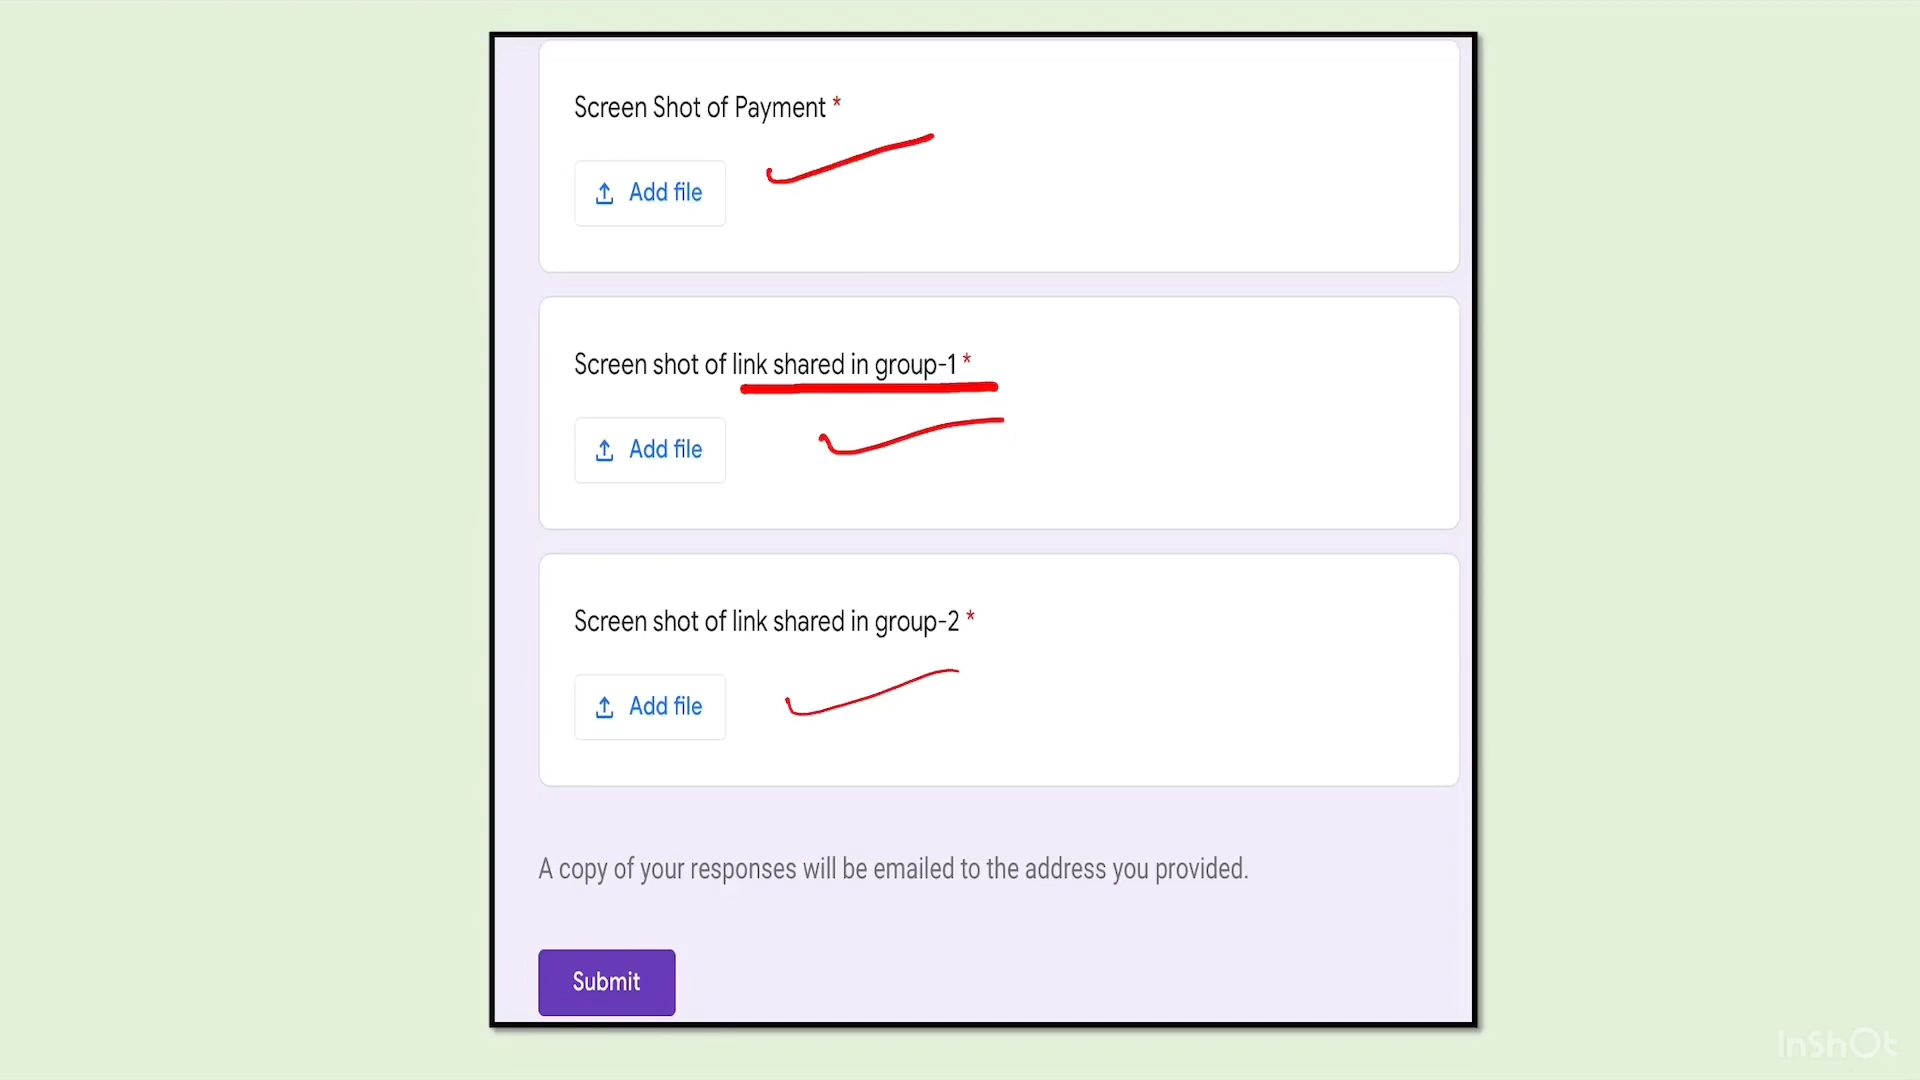 Screen Shot of Payment *
Add file
Screen shot of link shared in group-1 *
Add file
Screen shot of link shared in group-2 *
Add file
A copy of your responses will be emailed to the address you provided.
Submit
InShOt